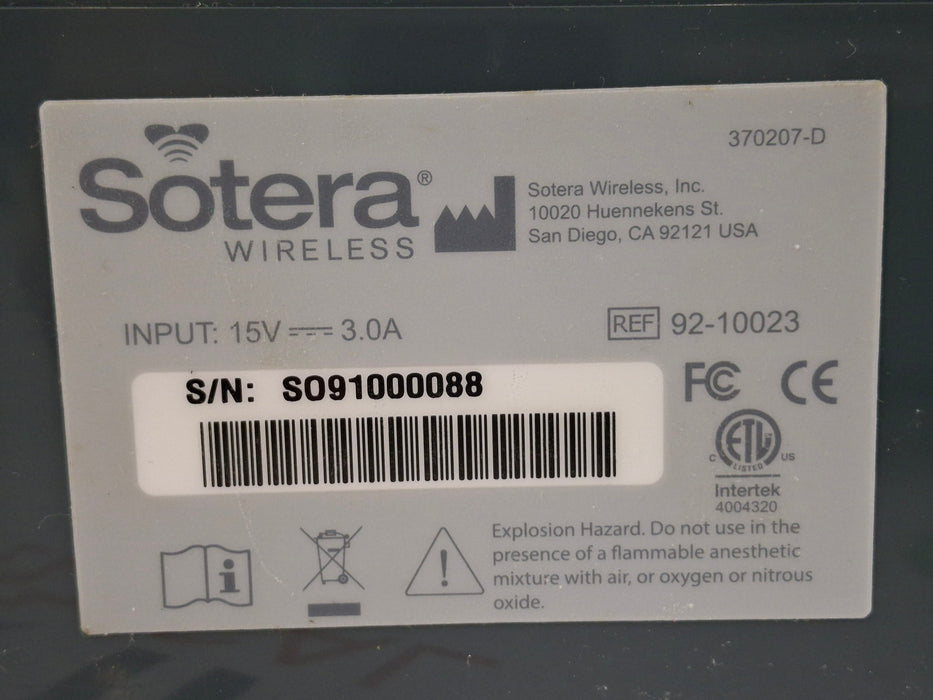 370207-D
Sotera®
WIRELESS
Sotera Wireless, Inc.
10020 Huennekens St.
San Diego, CA 92121 USA
INPUT: 15V ⎓ 3.0A
REF 92-10023
S/N: SO91000088
FC CE
ETL
LISTED
C US
Intertek
4004320
i
!
Explosion Hazard. Do not use in the
presence of a flammable anesthetic
mixture with air, or oxygen or nitrous
oxide.